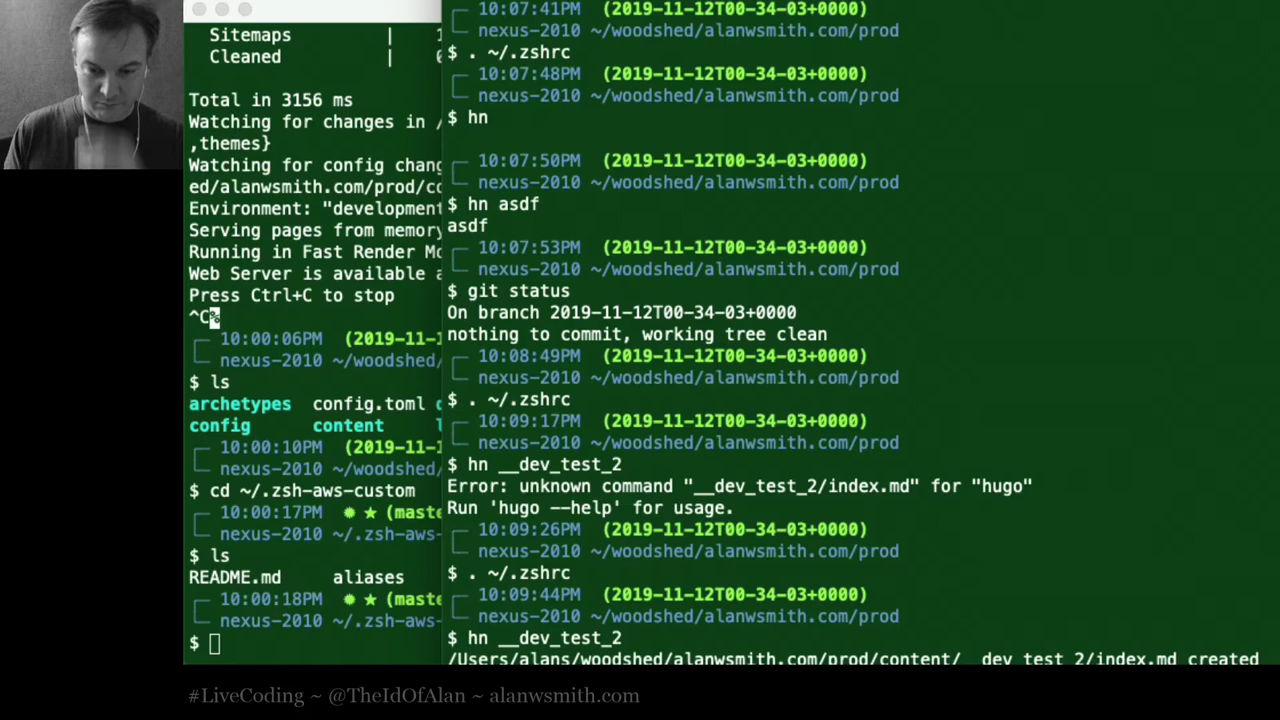 Sitemaps |
Cleaned |
Total in 3156 ms
Watching for changes in /
,themes}
Watching for config chang
ed/alanwsmith.com/prod/co
Environment: "development
Serving pages from memory
Running in Fast Render Mo
Web Server is available a
Press Ctrl+C to stop
^C%
10:00:06PM (2019-11-1
nexus-2010 ~/woodshed/
$ ls
archetypes config.toml
config content
10:00:10PM (2019-11-1
nexus-2010 ~/woodshed/
$ cd ~/.zsh-aws-custom
10:00:17PM ✹ ★ (maste
nexus-2010 ~/.zsh-aws-
$ ls
README.md aliases
10:00:18PM ✹ ★ (maste
nexus-2010 ~/.zsh-aws-
$
10:07:41PM (2019-11-12T00-34-03+0000)
nexus-2010 ~/woodshed/alanwsmith.com/prod
$ . ~/.zshrc
10:07:48PM (2019-11-12T00-34-03+0000)
nexus-2010 ~/woodshed/alanwsmith.com/prod
$ hn
10:07:50PM (2019-11-12T00-34-03+0000)
nexus-2010 ~/woodshed/alanwsmith.com/prod
$ hn asdf
asdf
10:07:53PM (2019-11-12T00-34-03+0000)
nexus-2010 ~/woodshed/alanwsmith.com/prod
$ git status
On branch 2019-11-12T00-34-03+0000
nothing to commit, working tree clean
10:08:49PM (2019-11-12T00-34-03+0000)
nexus-2010 ~/woodshed/alanwsmith.com/prod
$ . ~/.zshrc
10:09:17PM (2019-11-12T00-34-03+0000)
nexus-2010 ~/woodshed/alanwsmith.com/prod
$ hn __dev_test_2
Error: unknown command "__dev_test_2/index.md" for "hugo"
Run 'hugo --help' for usage.
10:09:26PM (2019-11-12T00-34-03+0000)
nexus-2010 ~/woodshed/alanwsmith.com/prod
$ . ~/.zshrc
10:09:44PM (2019-11-12T00-34-03+0000)
nexus-2010 ~/woodshed/alanwsmith.com/prod
$ hn __dev_test_2
/Users/alans/woodshed/alanwsmith.com/prod/content/__dev_test_2/index.md created
#LiveCoding ~ @TheIdOfAlan ~ alanwsmith.com